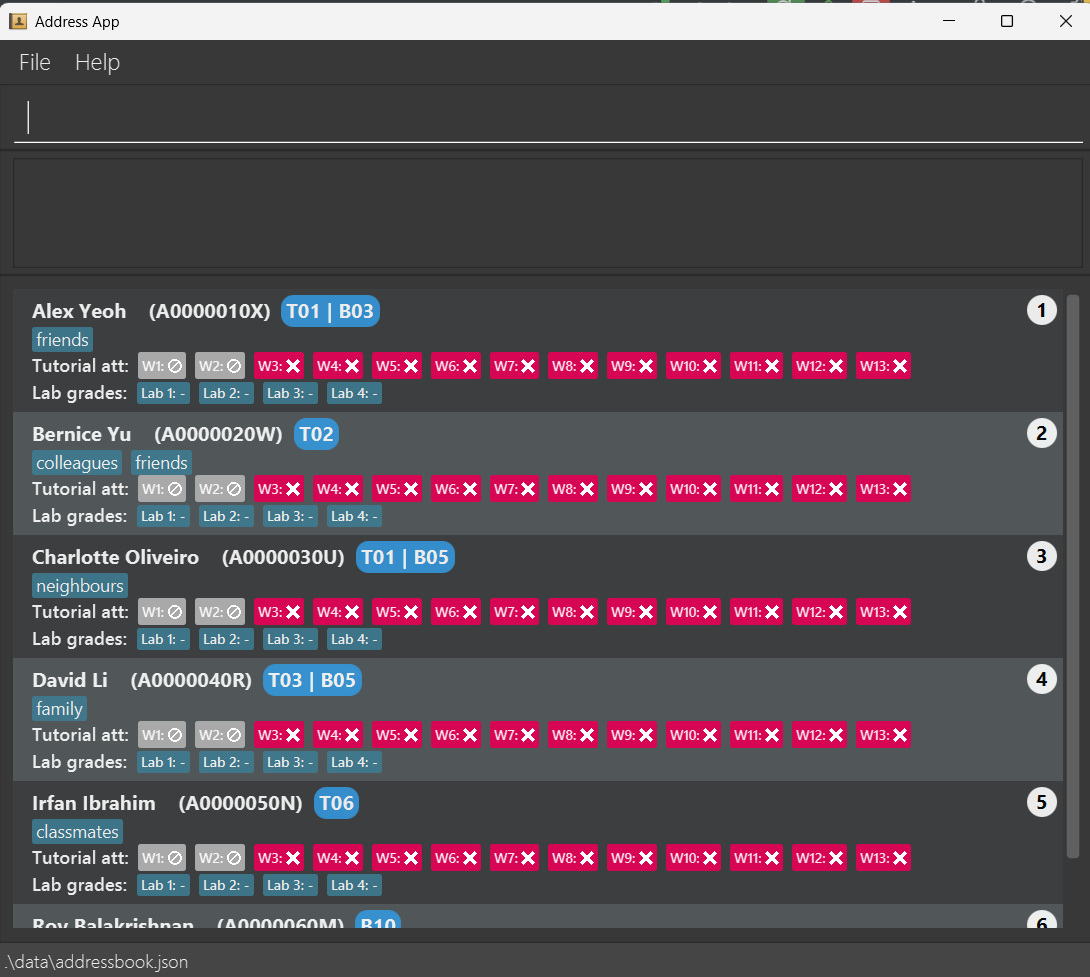 Address App
File Help
Alex Yeoh (A0000010X) T01 | B03 1
friends
Tutorial att: W1: W2: W3: W4: W5: W6: W7: W8: W9: W10: W11: W12: W13:
Lab grades: Lab 1: - Lab 2: - Lab 3: - Lab 4: -
Bernice Yu (A0000020W) T02 2
colleagues friends
Tutorial att: W1: W2: W3: W4: W5: W6: W7: W8: W9: W10: W11: W12: W13:
Lab grades: Lab 1: - Lab 2: - Lab 3: - Lab 4: -
Charlotte Oliveiro (A0000030U) T01 | B05 3
neighbours
Tutorial att: W1: W2: W3: W4: W5: W6: W7: W8: W9: W10: W11: W12: W13:
Lab grades: Lab 1: - Lab 2: - Lab 3: - Lab 4: -
David Li (A0000040R) T03 | B05 4
family
Tutorial att: W1: W2: W3: W4: W5: W6: W7: W8: W9: W10: W11: W12: W13:
Lab grades: Lab 1: - Lab 2: - Lab 3: - Lab 4: -
Irfan Ibrahim (A0000050N) T06 5
classmates
Tutorial att: W1: W2: W3: W4: W5: W6: W7: W8: W9: W10: W11: W12: W13:
Lab grades: Lab 1: - Lab 2: - Lab 3: - Lab 4: -
Roy Balakrishnan (A0000060M) B10 6
.\data\addressbook.json